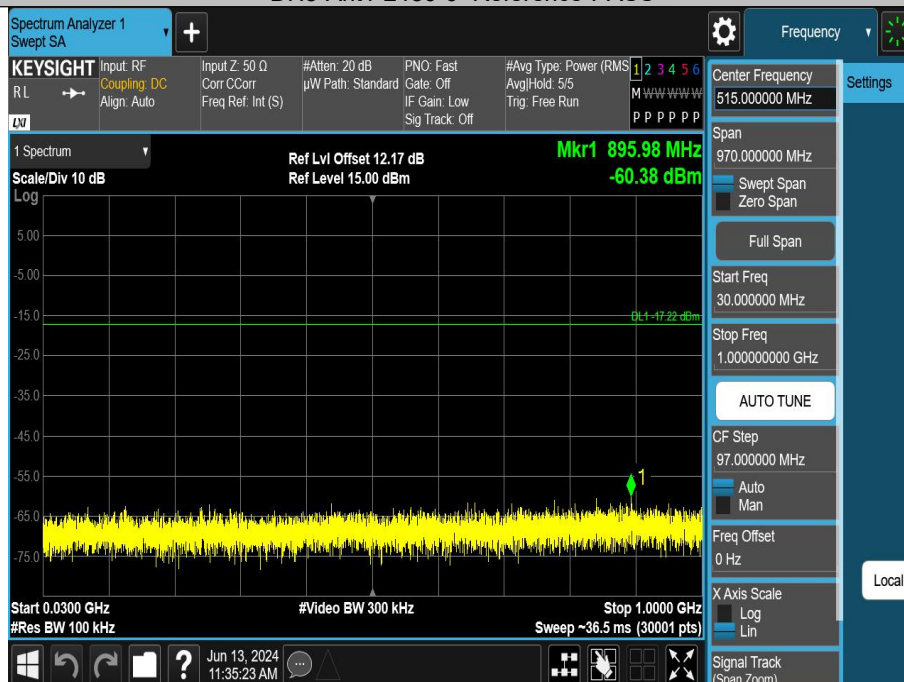 Spectrum Analyzer 1
Swept SA
Frequency
KEYSIGHT
RL
LXI
Input: RF
Coupling: DC
Align: Auto
Input Z: 50 Ω
Corr CCorr
Freq Ref: Int (S)
#Atten: 20 dB
µW Path: Standard
PNO: Fast
Gate: Off
IF Gain: Low
Sig Track: Off
#Avg Type: Power (RMS
Avg|Hold: 5/5
Trig: Free Run
1 2 3 4 5 6
M W W W W W
P P P P P P
1 Spectrum
Scale/Div 10 dB
Log
Ref Lvl Offset 12.17 dB
Ref Level 15.00 dBm
Mkr1 895.98 MHz
-60.38 dBm
5.00
-5.00
-15.0
DL1 -17.22 dBm
-25.0
-35.0
-45.0
-55.0
1
-65.0
-75.0
Start 0.0300 GHz
#Res BW 100 kHz
#Video BW 300 kHz
Stop 1.0000 GHz
Sweep ~36.5 ms (30001 pts)
Jun 13, 2024
11:35:23 AM
Center Frequency
515.000000 MHz
Settings
Span
970.000000 MHz
Swept Span
Zero Span
Full Span
Start Freq
30.000000 MHz
Stop Freq
1.000000000 GHz
AUTO TUNE
CF Step
97.000000 MHz
Auto
Man
Freq Offset
0 Hz
Local
X Axis Scale
Log
Lin
Signal Track
(Span Zoom)